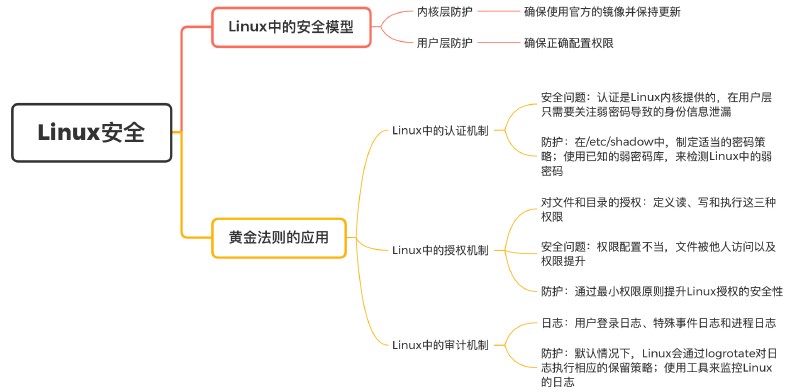 Linux安全
Linux中的安全模型
内核层防护
确保使用官方的镜像并保持更新
用户层防护
确保正确配置权限
黄金法则的应用
Linux中的认证机制
安全问题：认证是Linux内核提供的，在用户层
只需要关注弱密码导致的身份信息泄漏
防护：在/etc/shadow中，制定适当的密码策
略；使用已知的弱密码库，来检测Linux中的弱
密码
Linux中的授权机制
对文件和目录的授权：定义读、写和执行这三种
权限
安全问题：权限配置不当，文件被他人访问以及
权限提升
防护：通过最小权限原则提升Linux授权的安全性
Linux中的审计机制
日志：用户登录日志、特殊事件日志和进程日志
防护：默认情况下，Linux会通过logrotate对日
志执行相应的保留策略；使用工具来监控Linux
的日志